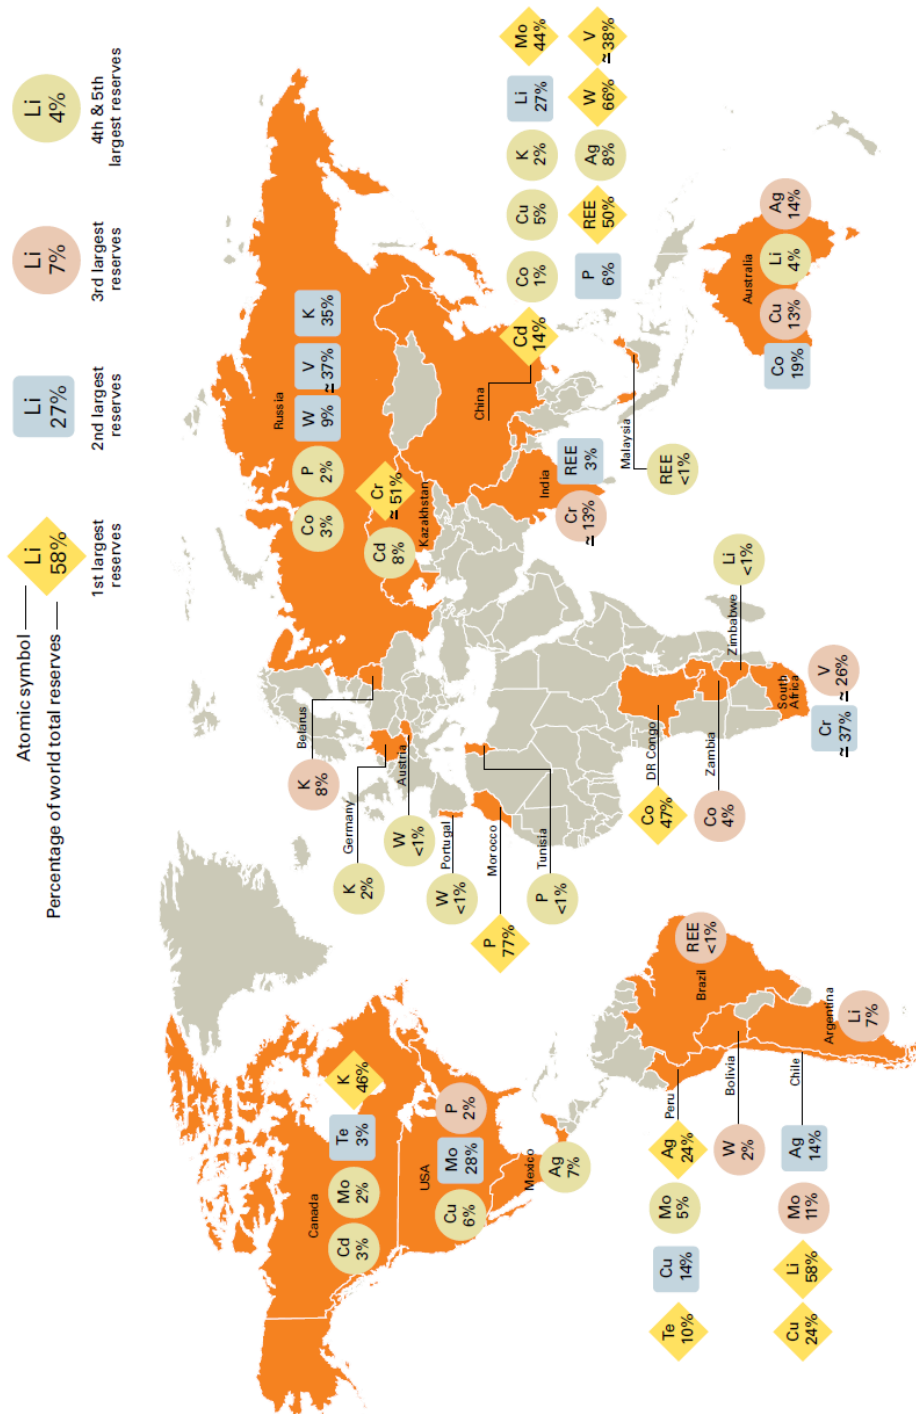 Atomic symbol
Percentage of world total reserves
Li
58%
1st largest
reserves
Li
27%
2nd largest
reserves
Li
7%
3rd largest
reserves
Li
4%
4th & 5th
largest reserves
Canada
Cd
3%
Mo
2%
Te
3%
K
46%
USA
Cu
6%
Mo
28%
P
2%
Mexico
Ag
7%
Peru
Te
10%
Cu
14%
Mo
5%
Ag
24%
Bolivia
W
2%
Chile
Cu
24%
Li
58%
Mo
11%
Ag
14%
Brazil
REE
<1%
Argentina
Li
7%
Belarus
K
8%
Germany
K
2%
Austria
W
<1%
Portugal
W
<1%
Morocco
P
77%
Tunisia
P
<1%
DR Congo
Co
47%
Zambia
Co
4%
Zimbabwe
Li
<1%
South
Africa
Cr
≃37%
V
≃26%
Russia
Co
3%
P
2%
W
9%
V
≃37%
K
35%
Kazakhstan
Cd
8%
Cr
≃51%
India
Cr
≃13%
REE
3%
China
Cd
14%
Co
1%
Cu
5%
K
2%
Li
27%
Mo
44%
P
6%
REE
50%
Ag
8%
W
66%
V
≃38%
Malaysia
REE
<1%
Australia
Co
19%
Cu
13%
Li
4%
Ag
14%